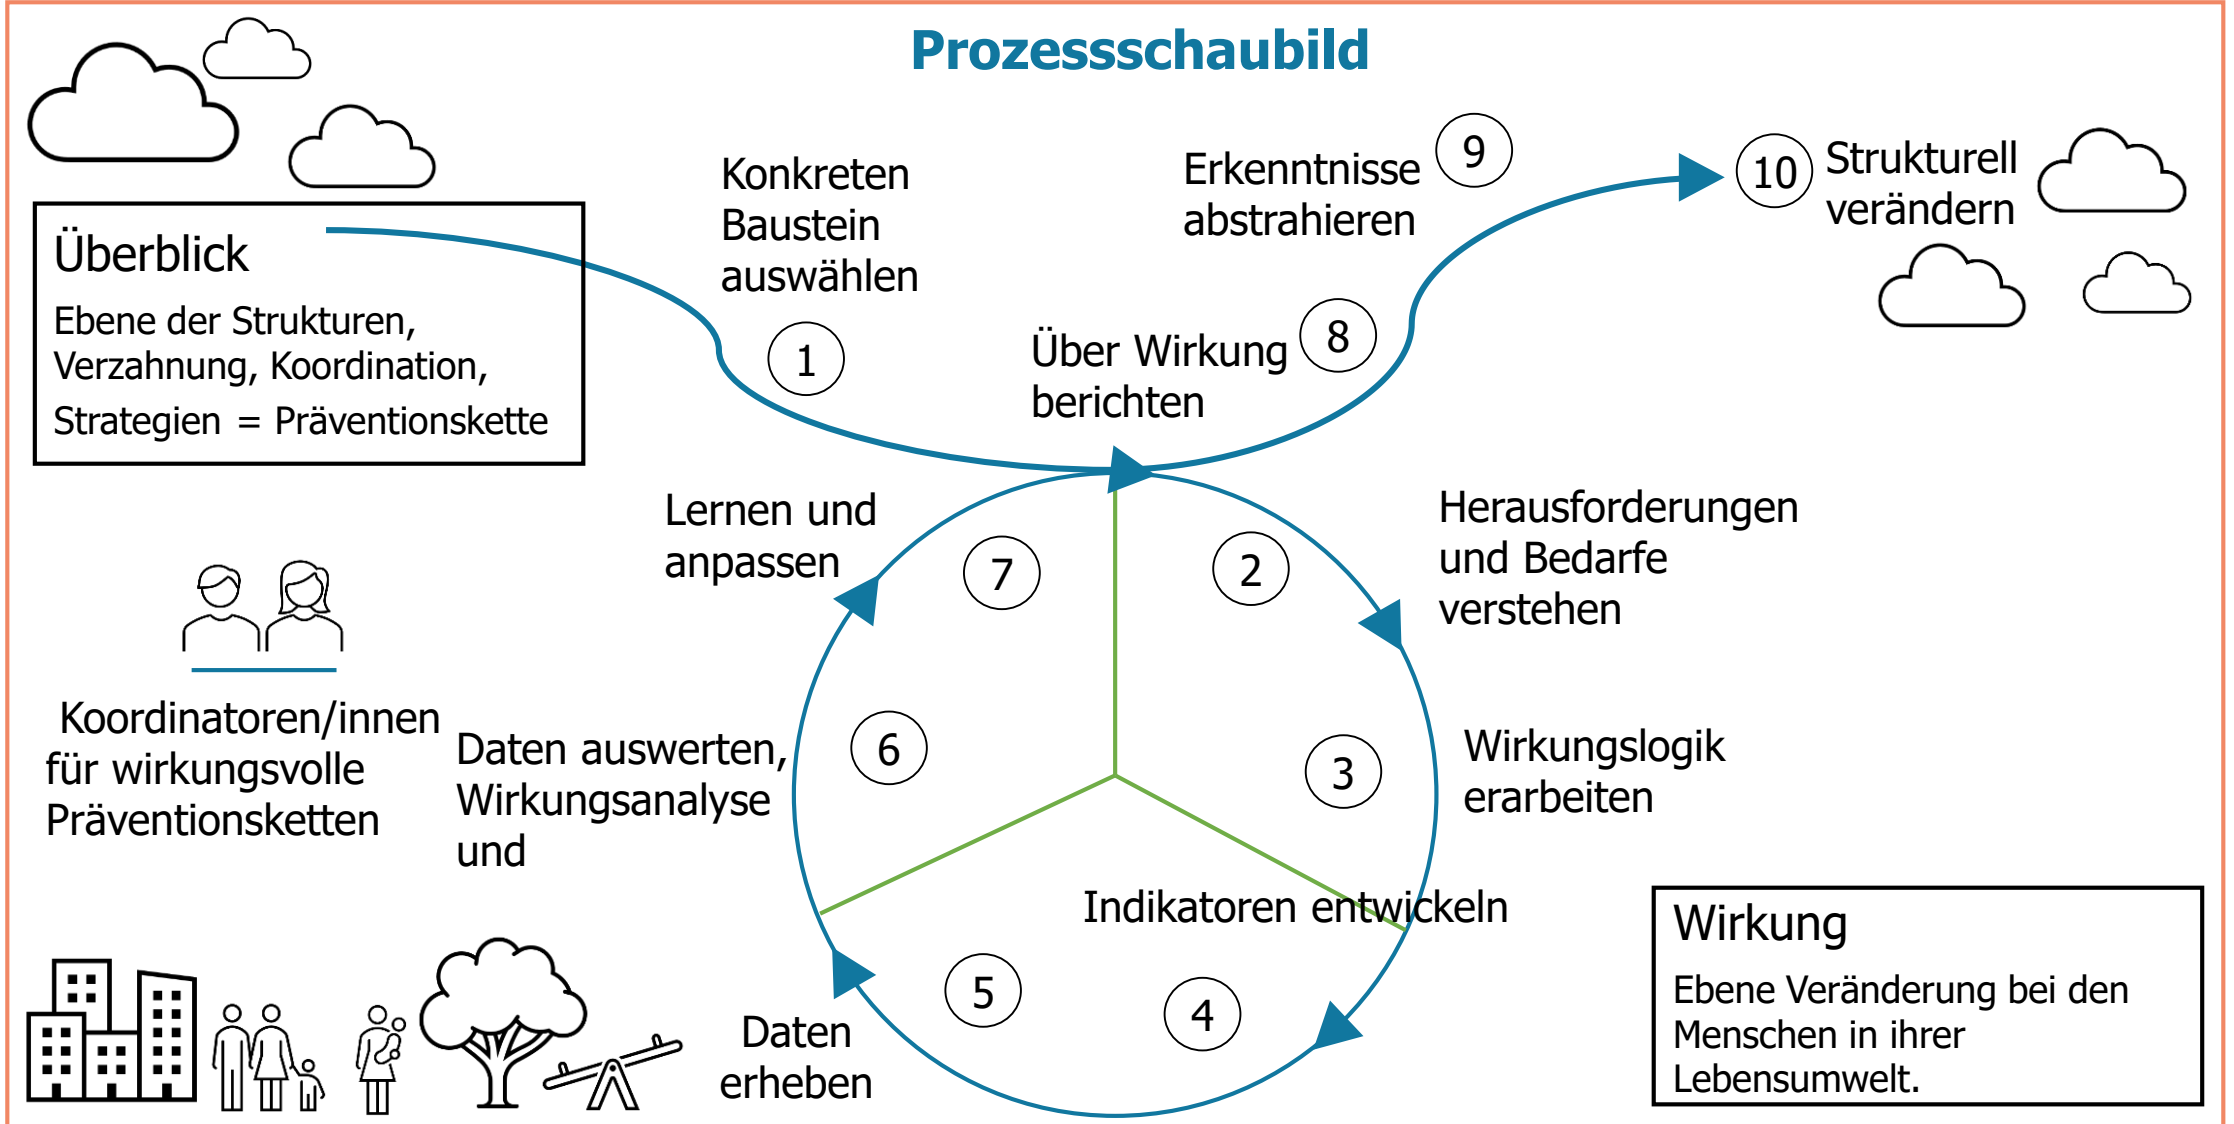 Prozessschaubild
Überblick
Ebene der Strukturen,
Verzahnung, Koordination,
Strategien = Präventionskette
Konkreten
Baustein
auswählen
1
Herausforderungen
und Bedarfe
verstehen
2
Wirkungslogik
erarbeiten
3
Indikatoren entwickeln
4
Daten
erheben
5
Daten auswerten,
Wirkungsanalyse
und
6
Lernen und
anpassen
7
Über Wirkung
berichten
8
Erkenntnisse
abstrahieren
9
10
Strukturell
verändern
Koordinatoren/innen
für wirkungsvolle
Präventionsketten
Wirkung
Ebene Veränderung bei den
Menschen in ihrer
Lebensumwelt.